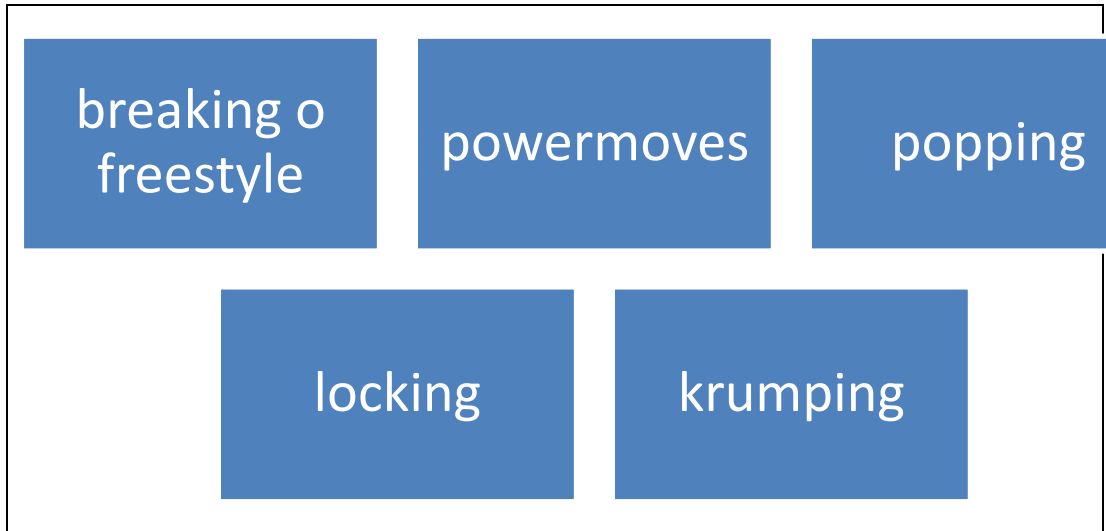 breaking o
freestyle
powermoves
popping
locking
krumping